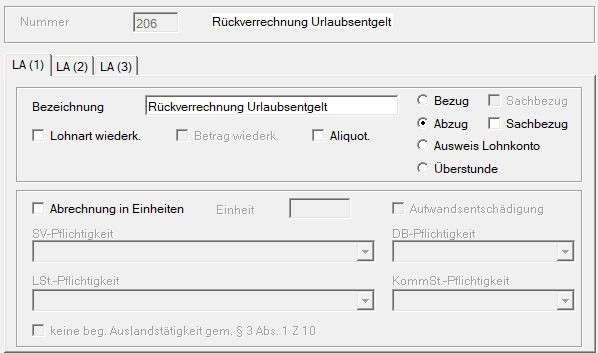 Nummer 206 Rückverrechnung Urlaubsentgelt
LA (1) LA (2) LA (3)
Bezeichnung Rückverrechnung Urlaubsentgelt
Bezug Sachbezug
Abzug Sachbezug
Lohnart wiederk. Betrag wiederk. Aliquot.
Ausweis Lohnkonto
Überstunde
Abrechnung in Einheiten Einheit Aufwandsentschädigung
SV-Pflichtigkeit DB-Pflichtigkeit
LSt.-Pflichtigkeit KommSt.-Pflichtigkeit
keine beg. Auslandstätigkeit gem. § 3 Abs. 1 Z 10